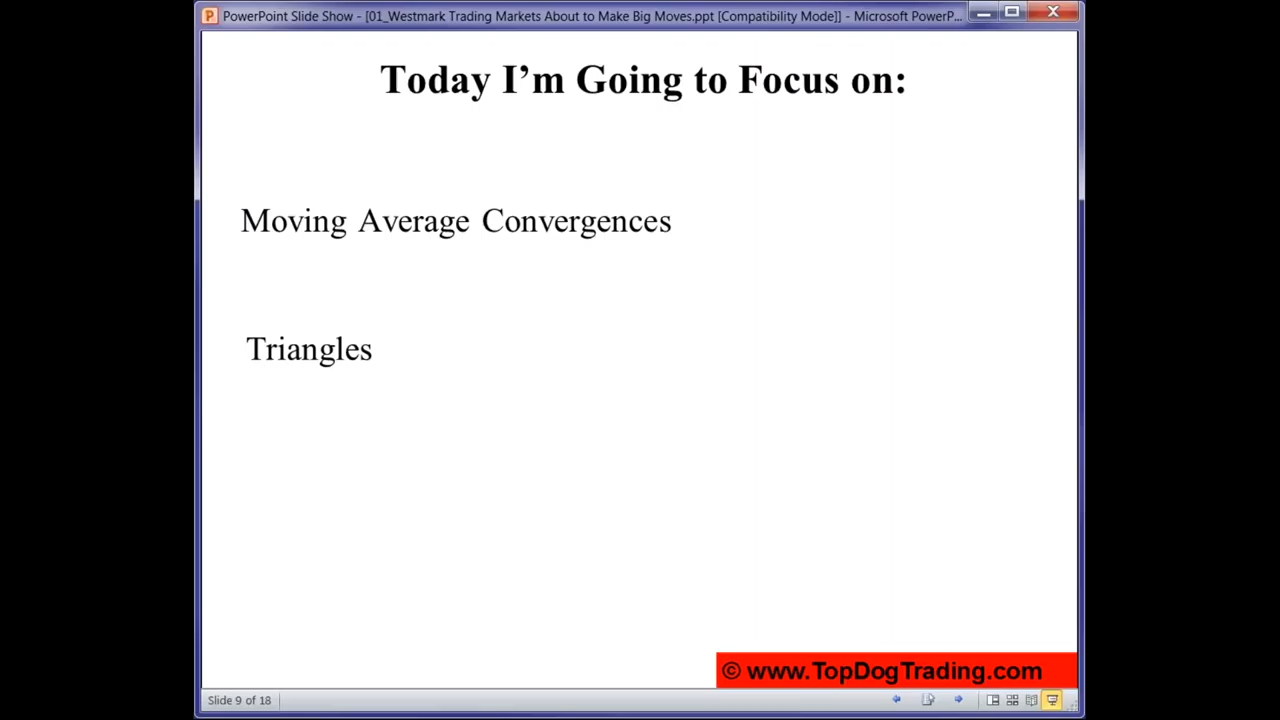 PowerPoint Slide Show - [01_Westmark Trading Markets About to Make Big Moves.ppt [Compatibility Mode]] - Microsoft PowerP...
Today I’m Going to Focus on:
Moving Average Convergences
Triangles
© www.TopDogTrading.com
Slide 9 of 18